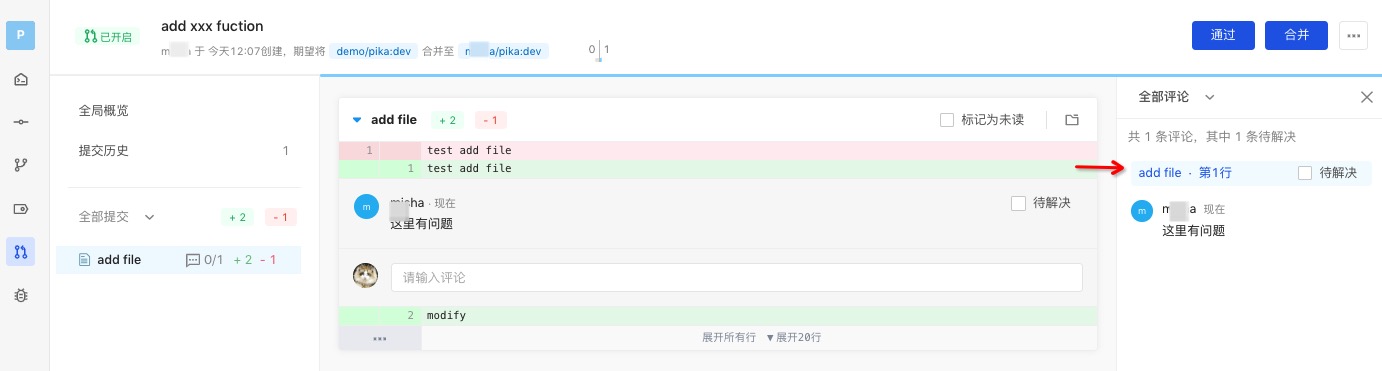 P
已开启
add xxx fuction
于 今天12:07创建，期望将 demo/pika:dev 合并至 a/pika:dev
0 1
通过
合并
全局概览
提交历史 1
全部提交 + 2 - 1
add file 0/1 + 2 - 1
add file + 2 - 1
标记为未读
1 test add file
1 test add file
m
cha · 现在
待解决
这里有问题
请输入评论
2 modify
展开所有行 ▼展开20行
全部评论
共 1 条评论，其中 1 条待解决
add file · 第1行
待解决
m
a 现在
这里有问题